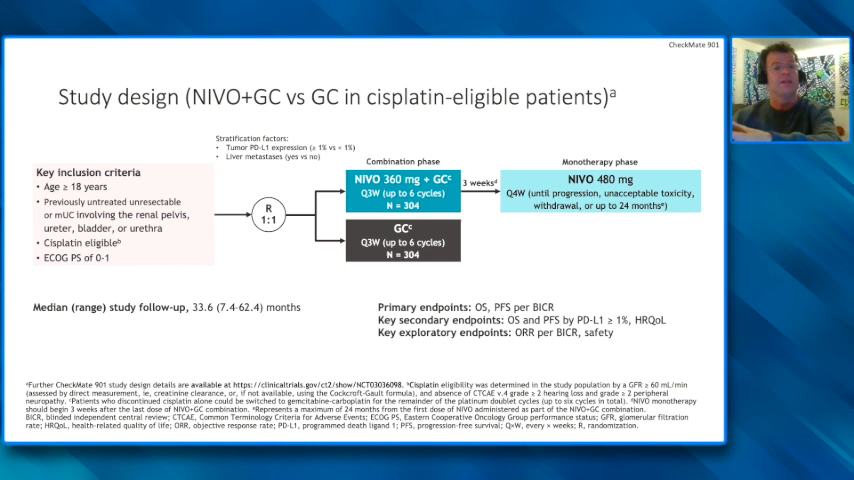 CheckMate 901
Study design (NIVO+GC vs GC in cisplatin-eligible patients)ᵃ
Stratification factors:
• Tumor PD-L1 expression (≥ 1% vs < 1%)
• Liver metastases (yes vs no)
Key inclusion criteria
• Age ≥ 18 years
• Previously untreated unresectable
or mUC involving the renal pelvis,
ureter, bladder, or urethra
• Cisplatin eligibleᵇ
• ECOG PS of 0-1
R
1:1
Combination phase
NIVO 360 mg + GCᶜ
Q3W (up to 6 cycles)
N = 304
GCᶜ
Q3W (up to 6 cycles)
N = 304
3 weeksᵈ
Monotherapy phase
NIVO 480 mg
Q4W (until progression, unacceptable toxicity,
withdrawal, or up to 24 monthsᵉ)
Median (range) study follow-up, 33.6 (7.4-62.4) months
Primary endpoints: OS, PFS per BICR
Key secondary endpoints: OS and PFS by PD-L1 ≥ 1%, HRQoL
Key exploratory endpoints: ORR per BICR, safety
ᵃFurther CheckMate 901 study design details are available at https://clinicaltrials.gov/ct2/show/NCT03036098. ᵇCisplatin eligibility was determined in the study population by a GFR ≥ 60 mL/min
(assessed by direct measurement, ie, creatinine clearance, or, if not available, using the Cockcroft-Gault formula), and absence of CTCAE v.4 grade ≥ 2 hearing loss and grade ≥ 2 peripheral
neuropathy. ᶜPatients who discontinued cisplatin alone could be switched to gemcitabine-carboplatin for the remainder of the platinum doublet cycles (up to six cycles in total). ᵈNIVO monotherapy
should begin 3 weeks after the last dose of NIVO+GC combination. ᵉRepresents a maximum of 24 months from the first dose of NIVO administered as part of the NIVO+GC combination.
BICR, blinded independent central review; CTCAE, Common Terminology Criteria for Adverse Events; ECOG PS, Eastern Cooperative Oncology Group performance status; GFR, glomerular filtration
rate; HRQoL, health-related quality of life; ORR, objective response rate; PD-L1, programmed death ligand 1; PFS, progression-free survival; Q×W, every × weeks; R, randomization.